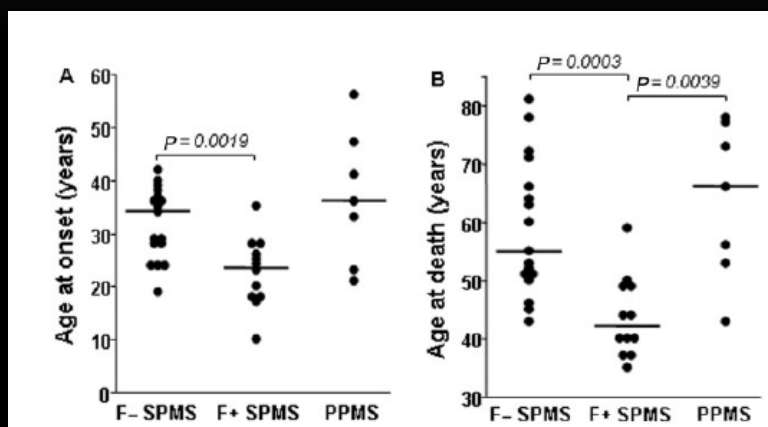 A
Age at onset (years)
60
50
40
30
20
10
0
P = 0.0019
F– SPMS F+ SPMS PPMS
B
Age at death (years)
80
70
60
50
40
30
P = 0.0003
P = 0.0039
F– SPMS F+ SPMS PPMS